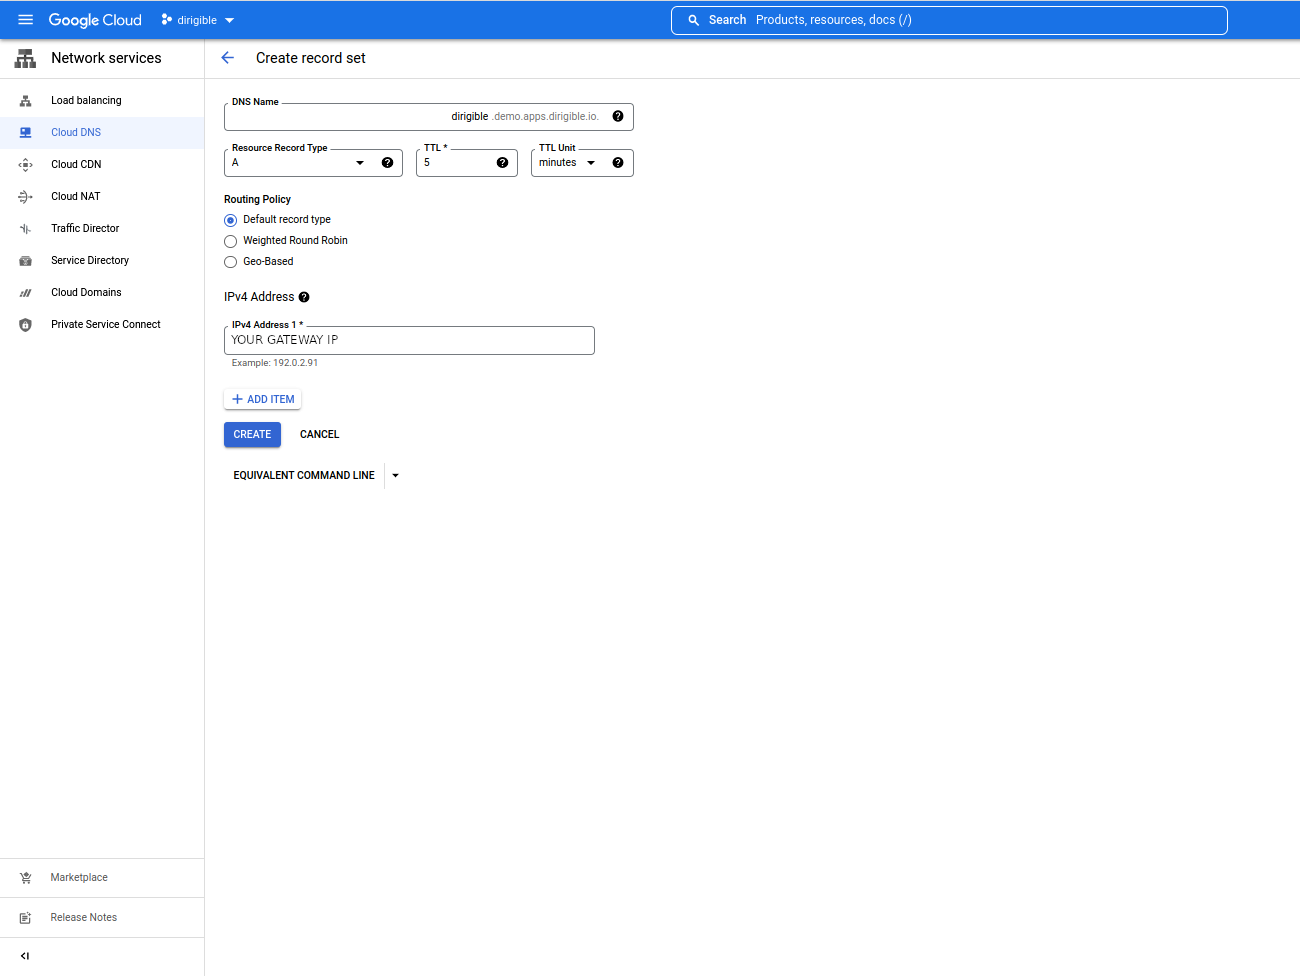 Google Cloud dirigible Search Products, resources, docs (/)
Network services
Create record set
Load balancing
Cloud DNS
Cloud CDN
Cloud NAT
Traffic Director
Service Directory
Cloud Domains
Private Service Connect
DNS Name
dirigible .demo.apps.dirigible.io.
Resource Record Type TTL * TTL Unit
A 5 minutes
Routing Policy
Default record type
Weighted Round Robin
Geo-Based
IPv4 Address
IPv4 Address 1 *
YOUR GATEWAY IP
Example: 192.0.2.91
ADD ITEM
CREATE CANCEL
EQUIVALENT COMMAND LINE
Marketplace
Release Notes